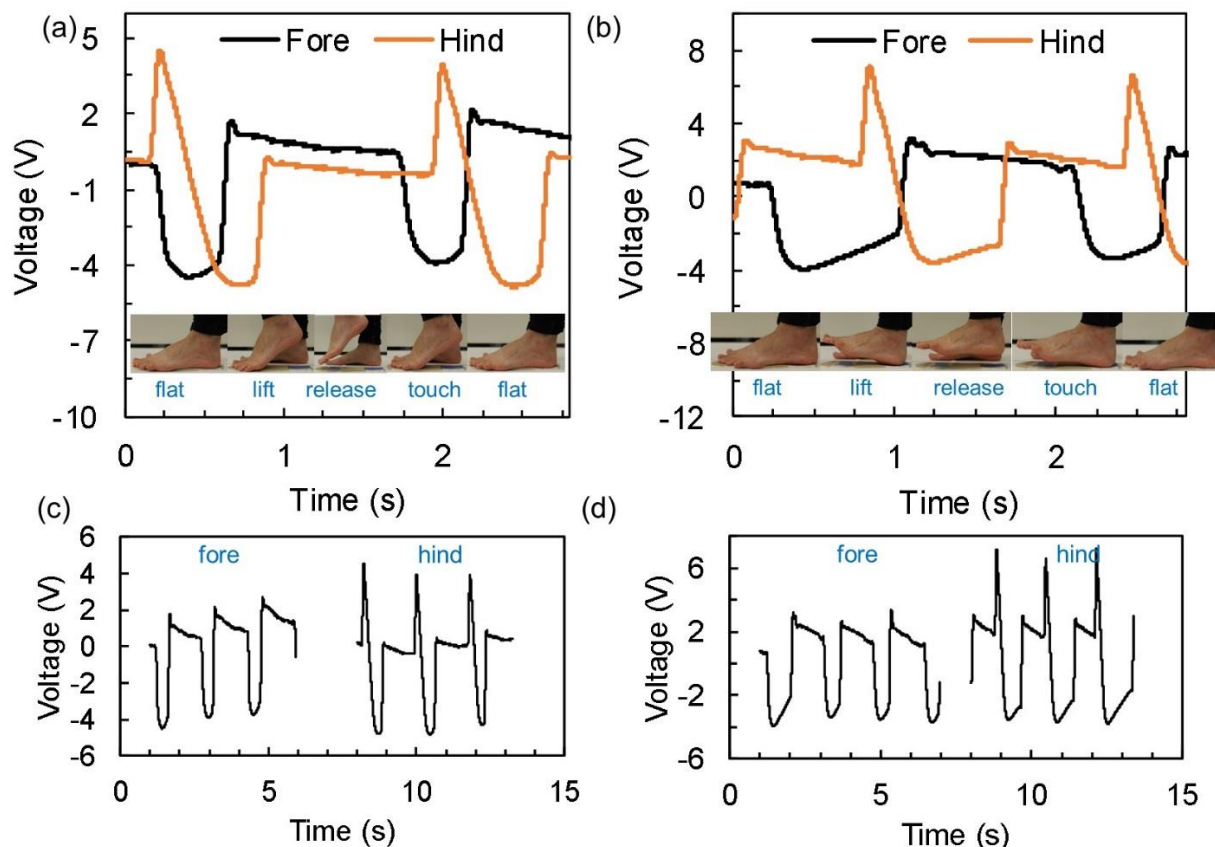 (a)
Fore Hind
5
2
-1
-4
-7
-10
Voltage (V)
flat lift release touch flat
0 1 2
Time (s)
(b)
Fore Hind
8
4
0
-4
-8
-12
Voltage (V)
flat lift release touch flat
0 1 2
Time (s)
(c)
fore hind
6
4
2
0
-2
-4
-6
Voltage (V)
0 5 10 15
Time (s)
(d)
fore hind
6
2
-2
-6
Voltage (V)
0 5 10 15
Time (s)